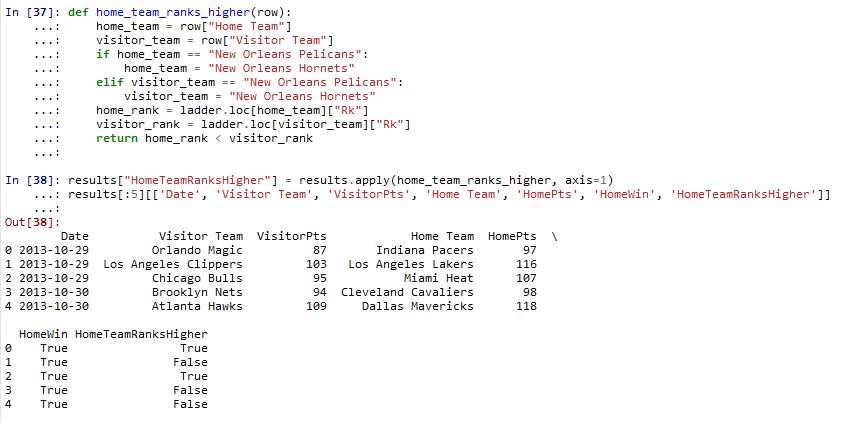 In [37]: def home_team_ranks_higher(row):
    ...:     home_team = row["Home Team"]
    ...:     visitor_team = row["Visitor Team"]
    ...:     if home_team == "New Orleans Pelicans":
    ...:         home_team = "New Orleans Hornets"
    ...:     elif visitor_team == "New Orleans Pelicans":
    ...:         visitor_team = "New Orleans Hornets"
    ...:     home_rank = ladder.loc[home_team]["Rk"]
    ...:     visitor_rank = ladder.loc[visitor_team]["Rk"]
    ...:     return home_rank < visitor_rank
    ...:
In [38]: results["HomeTeamRanksHigher"] = results.apply(home_team_ranks_higher, axis=1)
    ...: results[:5][['Date', 'Visitor Team', 'VisitorPts', 'Home Team', 'HomePts', 'HomeWin', 'HomeTeamRanksHigher']]
    ...:
Out[38]:
        Date          Visitor Team  VisitorPts            Home Team  HomePts  \
0 2013-10-29         Orlando Magic          87       Indiana Pacers       97
1 2013-10-29  Los Angeles Clippers         103   Los Angeles Lakers      116
2 2013-10-29         Chicago Bulls          95           Miami Heat      107
3 2013-10-30         Brooklyn Nets          94  Cleveland Cavaliers       98
4 2013-10-30         Atlanta Hawks         109     Dallas Mavericks      118
  HomeWin HomeTeamRanksHigher
0    True                True
1    True               False
2    True                True
3    True               False
4    True               False